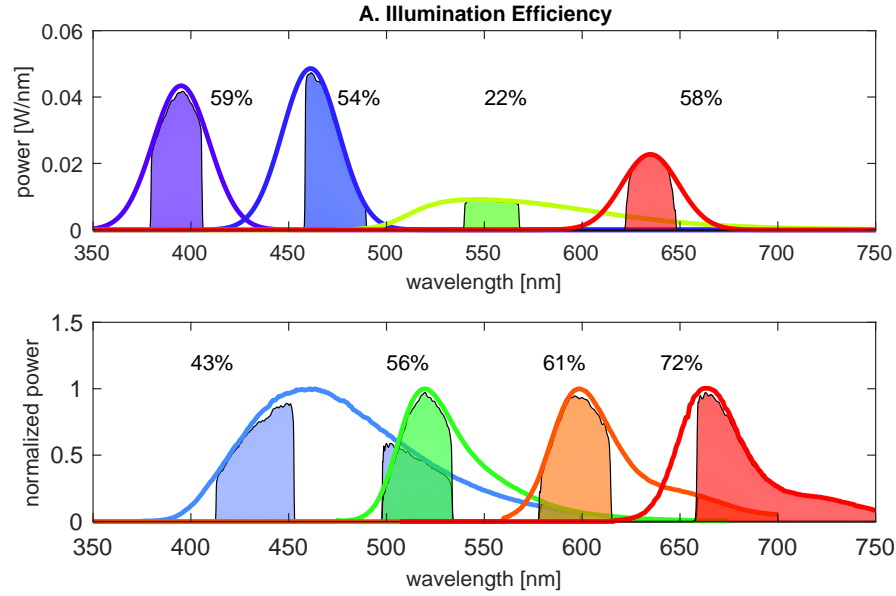 A. Illumination Efficiency
0.06
0.04
0.02
0
power [W/nm]
59%
54%
22%
58%
350 400 450 500 550 600 650 700 750
wavelength [nm]
1.5
1
0.5
0
normalized power
43%
56%
61%
72%
350 400 450 500 550 600 650 700 750
wavelength [nm]